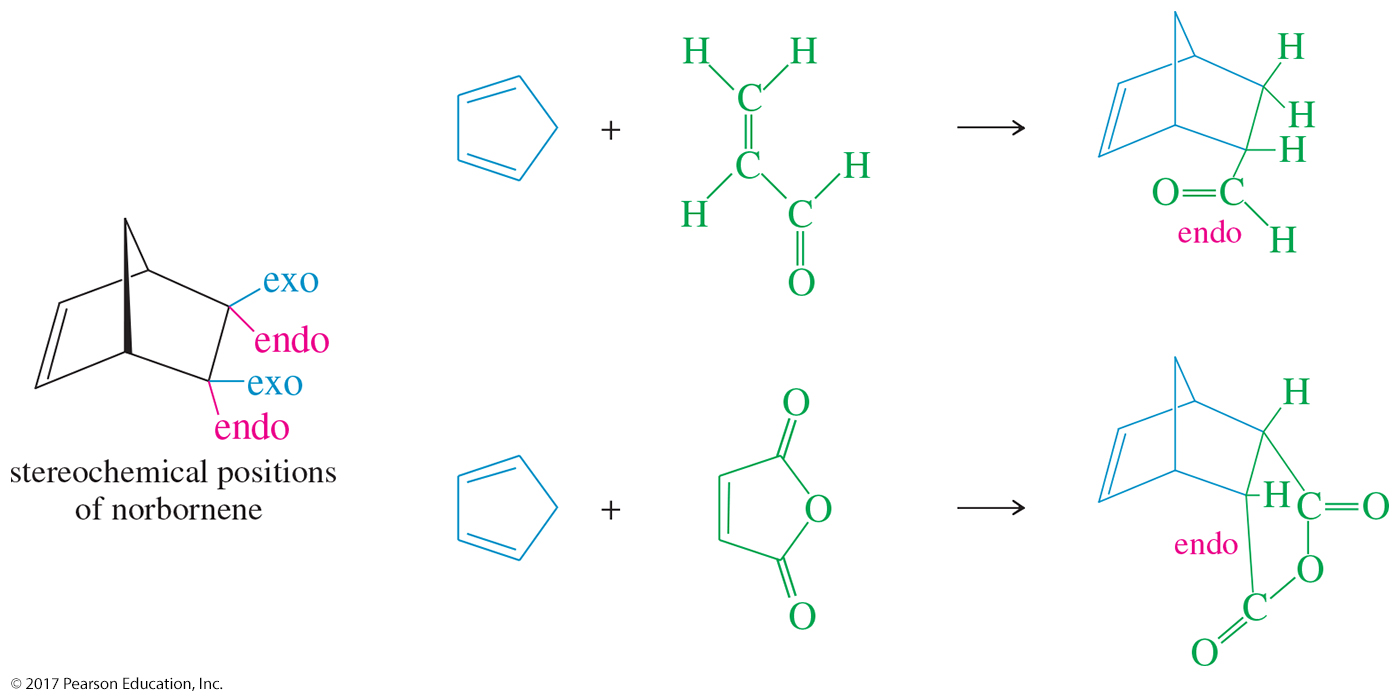 H H
C
+
C H
H C
O
H
H
H
O=C
endo H
exo
endo
exo
endo
stereochemical positions
of norbornene
O
+
O
O
H
H C=O
endo
O
C
O
© 2017 Pearson Education, Inc.